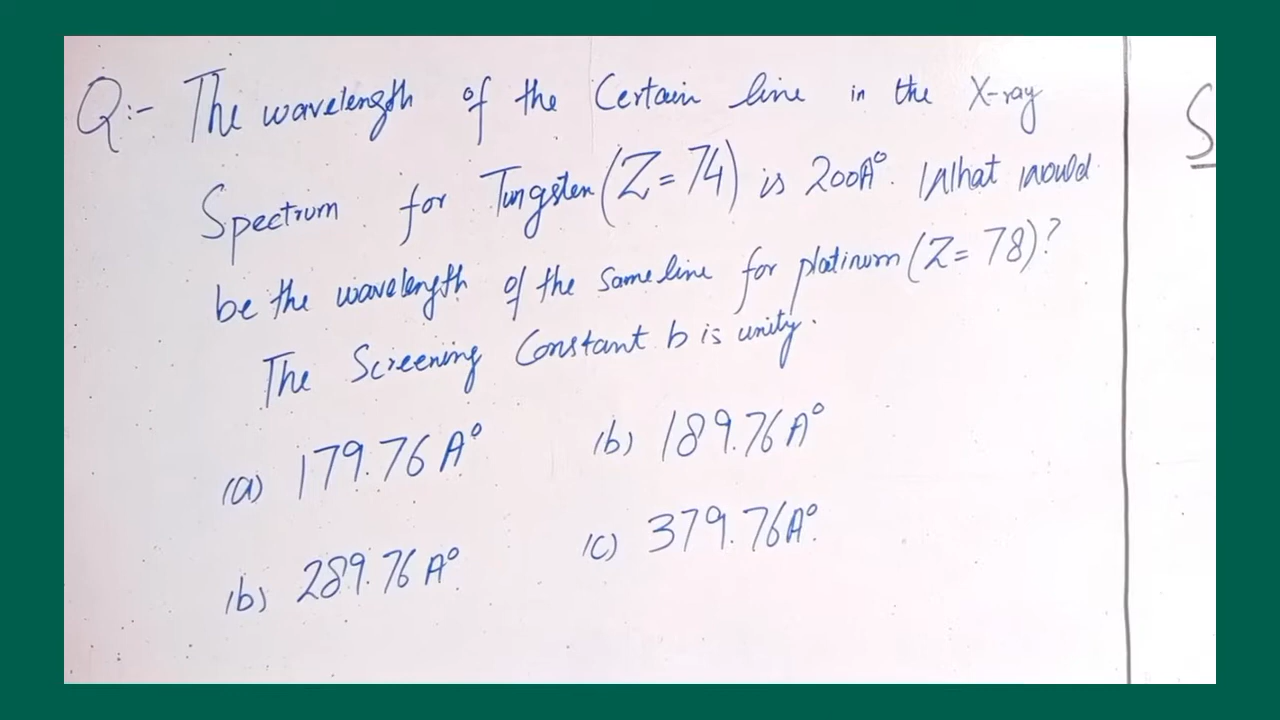 Q:- The wavelength of the Certain line in the X-ray
Spectrum for Tungsten (Z=74) is 200A°. What would
be the wavelength of the same line for platinum (Z= 78)?
The Screening Constant b is unity.
(a) 179.76 A° (b) 189.76 A°
(b) 289.76 A° (c) 379.76A°.
S